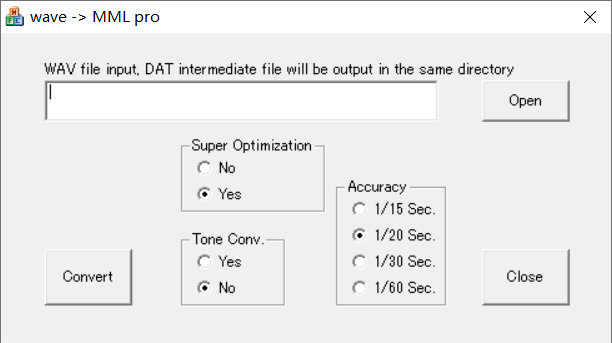 wave -> MML pro
WAV file input, DAT intermediate file will be output in the same directory
Open
Super Optimization
No
Yes
Accuracy
1/15 Sec.
1/20 Sec.
1/30 Sec.
1/60 Sec.
Tone Conv.
Yes
No
Convert
Close